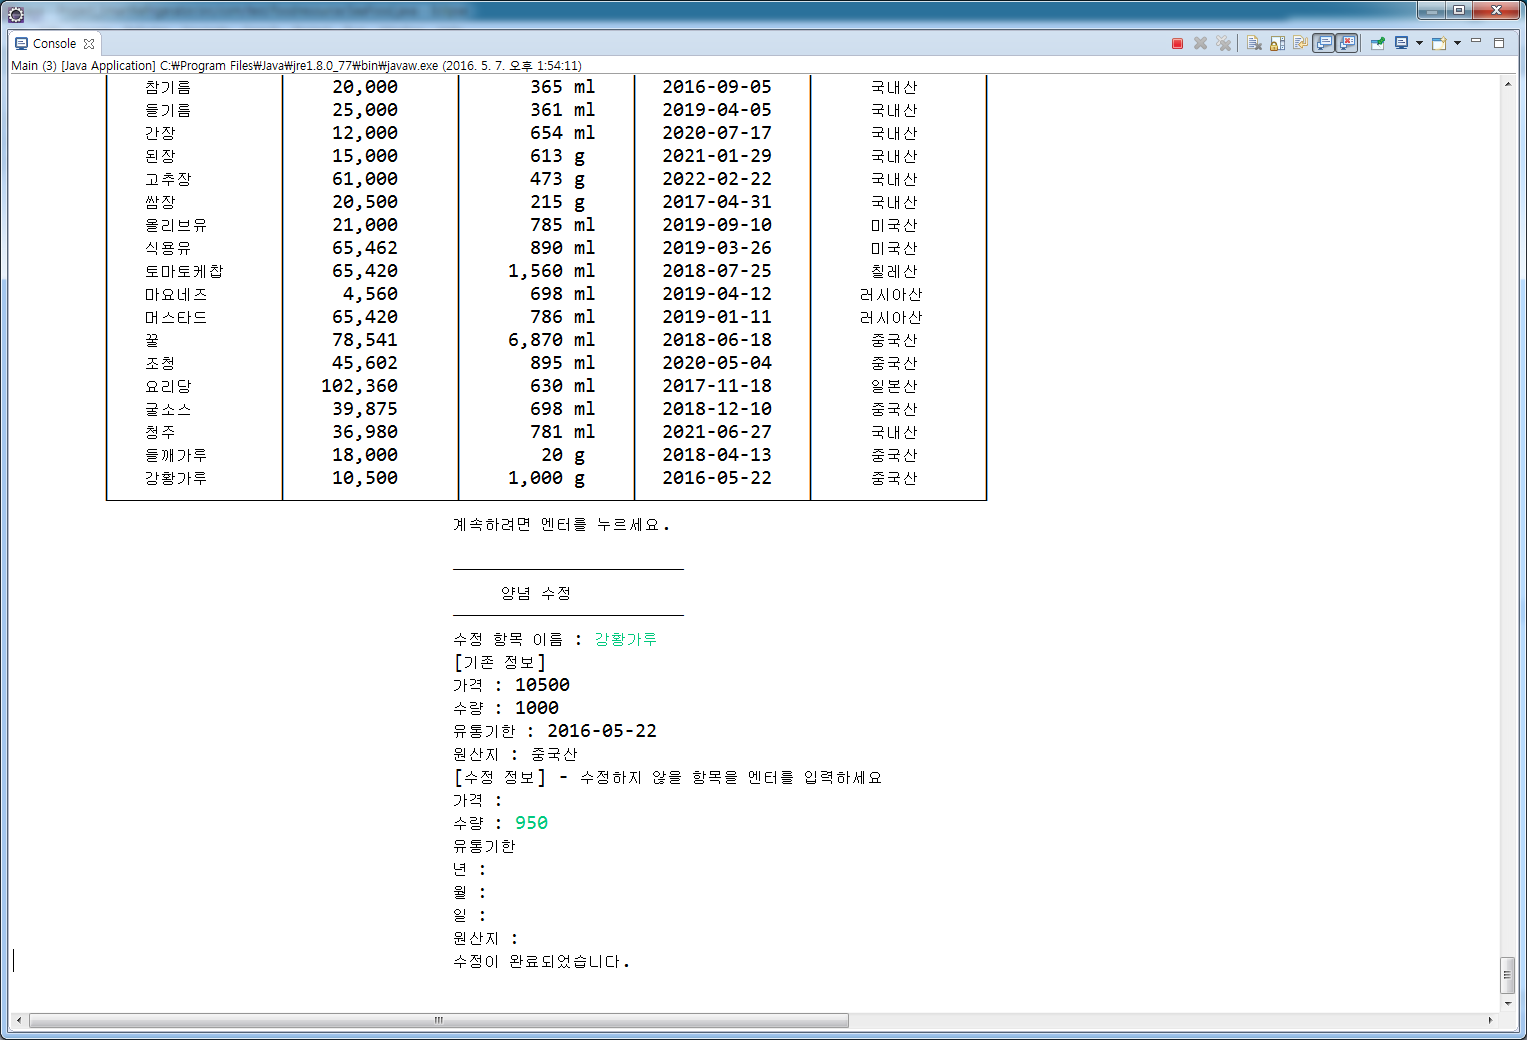 Console
Main (3) [Java Application] C:₩Program Files₩Java₩jre1.8.0_77₩bin₩javaw.exe (2016. 5. 7. 오후 1:54:11)
참기름 20,000 365 ml 2016-09-05 국내산
들기름 25,000 361 ml 2019-04-05 국내산
간장 12,000 654 ml 2020-07-17 국내산
된장 15,000 613 g 2021-01-29 국내산
고추장 61,000 473 g 2022-02-22 국내산
쌈장 20,500 215 g 2017-04-31 국내산
올리브유 21,000 785 ml 2019-09-10 미국산
식용유 65,462 890 ml 2019-03-26 미국산
토마토케찹 65,420 1,560 ml 2018-07-25 칠레산
마요네즈 4,560 698 ml 2019-04-12 러시아산
머스타드 65,420 786 ml 2019-01-11 러시아산
꿀 78,541 6,870 ml 2018-06-18 중국산
조청 45,602 895 ml 2020-05-04 중국산
요리당 102,360 630 ml 2017-11-18 일본산
굴소스 39,875 698 ml 2018-12-10 중국산
청주 36,980 781 ml 2021-06-27 국내산
들깨가루 18,000 20 g 2018-04-13 중국산
강황가루 10,500 1,000 g 2016-05-22 중국산
계속하려면 엔터를 누르세요.
양념 수정
수정 항목 이름 : 강황가루
[기존 정보]
가격 : 10500
수량 : 1000
유통기한 : 2016-05-22
원산지 : 중국산
[수정 정보] - 수정하지 않을 항목을 엔터를 입력하세요
가격 :
수량 : 950
유통기한
년 :
월 :
일 :
원산지 :
수정이 완료되었습니다.